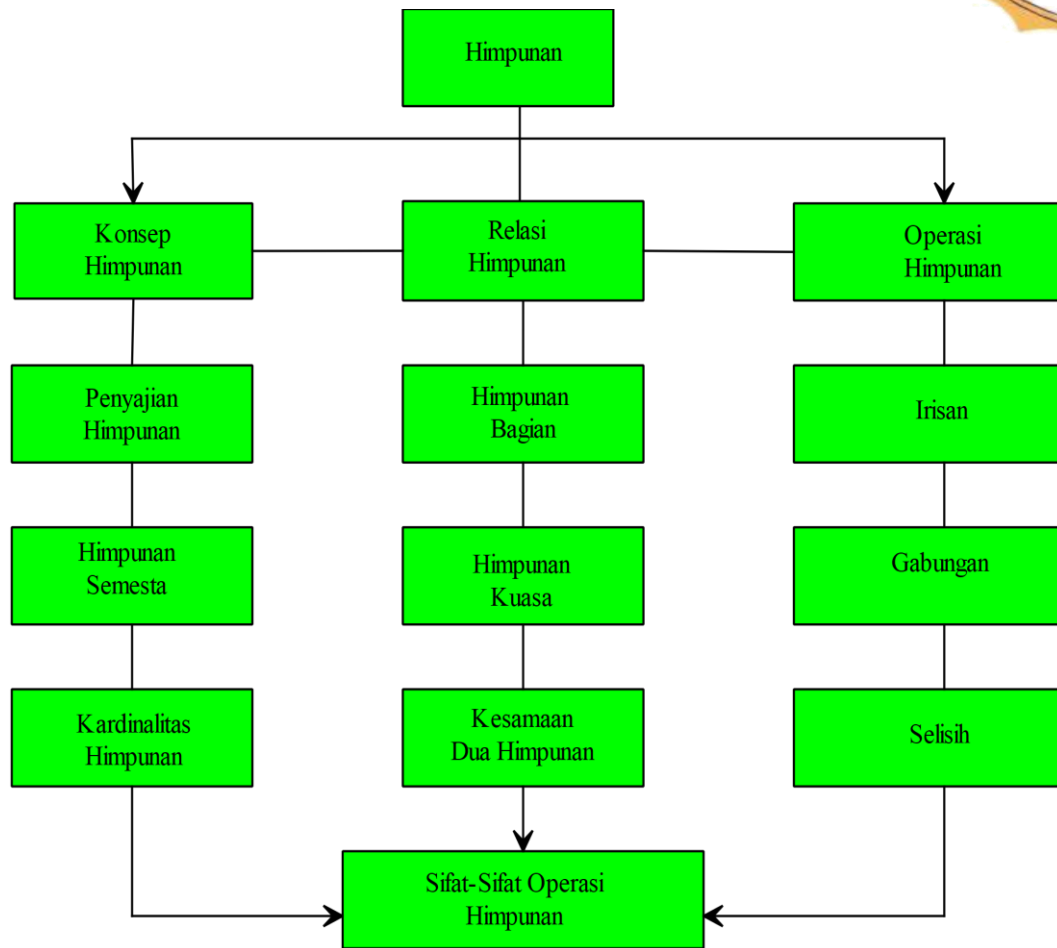 Himpunan
Konsep
Himpunan
Relasi
Himpunan
Operasi
Himpunan
Penyajian
Himpunan
Himpunan
Bagian
Irisan
Himpunan
Semesta
Himpunan
Kuasa
Gabungan
Kardinalitas
Himpunan
Kesamaan
Dua Himpunan
Selisih
Sifat-Sifat Operasi
Himpunan